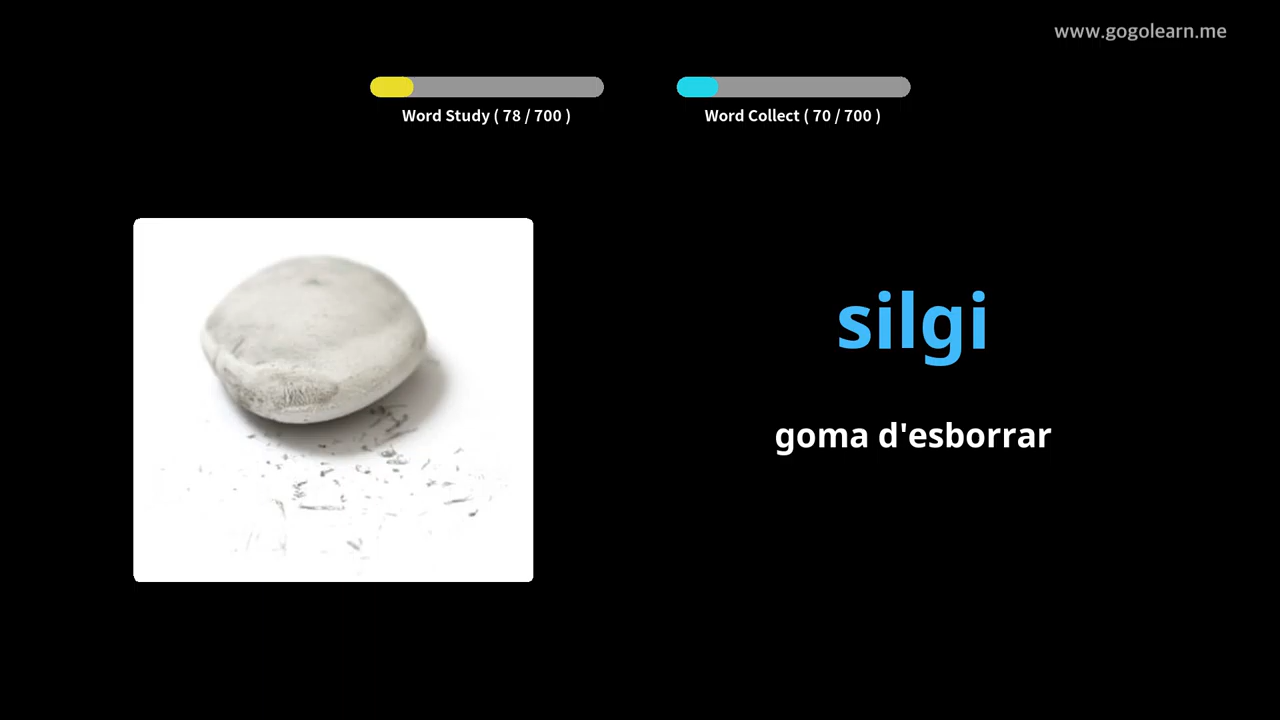 www.gogolearn.me
Word Study ( 78 / 700 )
Word Collect ( 70 / 700 )
silgi
goma d'esborrar